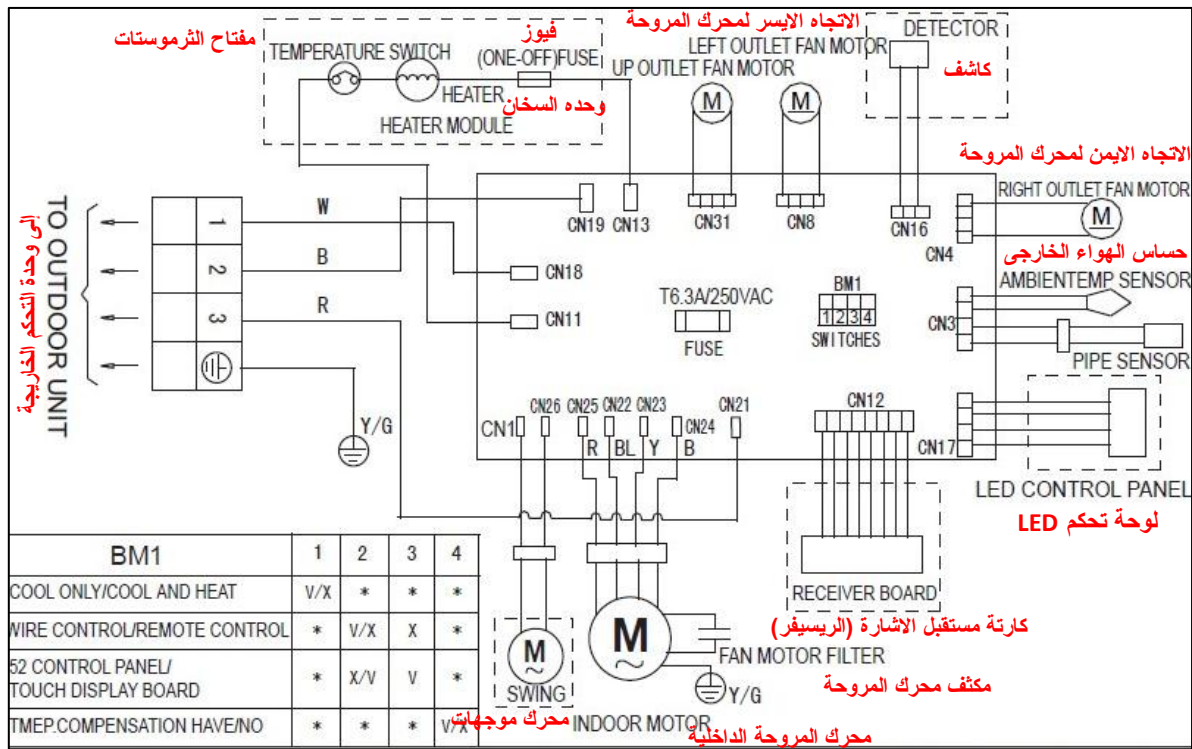 مفتاح الثرموستات
TEMPERATURE SWITCH
فيوز
(ONE-OFF)FUSE
HEATER
وحده السخان
HEATER MODULE
الاتجاه الايسر لمحرك المروحة
LEFT OUTLET FAN MOTOR
UP OUTLET FAN MOTOR
M
M
DETECTOR
كاشف
الاتجاه الايمن لمحرك المروحة
RIGHT OUTLET FAN MOTOR
M
CN19
CN13
CN31
CN8
CN16
CN4
حساس الهواء الخارجى
AMBIENTEMP SENSOR
CN3
PIPE SENSOR
TO OUTDOOR UNIT
إلى وحدة التحكم الخاريجة
1
2
3
W
B
R
Y/G
CN18
CN11
T6.3A/250VAC
FUSE
BM1
1 2 3 4
SWITCHES
CN1
CN26
CN25
CN22
CN23
CN24
CN21
R
BL
Y
B
CN12
CN17
LED CONTROL PANEL
لوحة تحكم LED
RECEIVER BOARD
كارتة مستقبل الاشارة (الريسيفر)
M
~
SWING
محرك موجهات
M
~
INDOOR MOTOR
محرك المروحة الداخلية
FAN MOTOR FILTER
مكثف محرك المروحة
Y/G
BM1 1 2 3 4
COOL ONLY/COOL AND HEAT V/X * * *
WIRE CONTROL/REMOTE CONTROL * V/X X *
52 CONTROL PANEL/
TOUCH DISPLAY BOARD * X/V V *
TMEP.COMPENSATION HAVE/NO * * * V/X